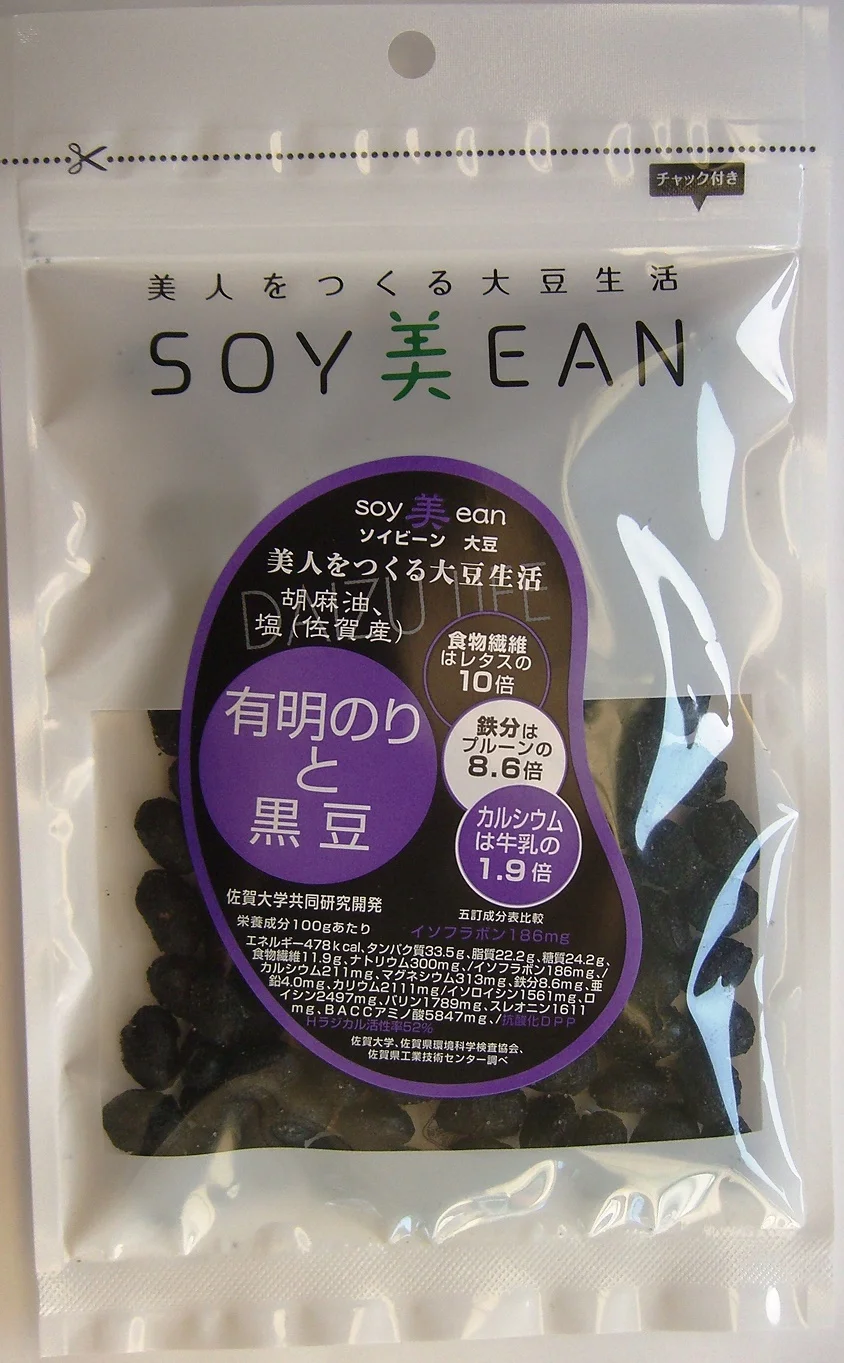 チャック付き
美人をつくる大豆生活
SOY美EAN
soy美ean
ソイビーン 大豆
美人をつくる大豆生活
DAIZU LIFE
胡麻油、
塩(佐賀産)
食物繊維
はレタスの
10倍
有明のり
と
黒豆
鉄分は
プルーンの
8.6倍
カルシウム
は牛乳の
1.9倍
佐賀大学共同研究開発
五訂成分表比較
栄養成分100gあたり
イソフラボン186mg
エネルギー478kcal、タンパク質33.5g、脂質22.2g、糖質24.2g、
食物繊維11.9g、ナトリウム300mg、/イソフラボン186mg、/
カルシウム211mg、マグネシウム313mg、鉄分8.6mg、亜
鉛4.0mg、カリウム2111mg/イソロイシン1561mg、ロ
イシン2497mg、バリン1789mg、スレオニン1611
mg、BACCアミノ酸5847mg、/抗酸化DPP
Hラジカル活性率52%
佐賀大学、佐賀県環境科学検査協会、
佐賀県工業技術センター調べ